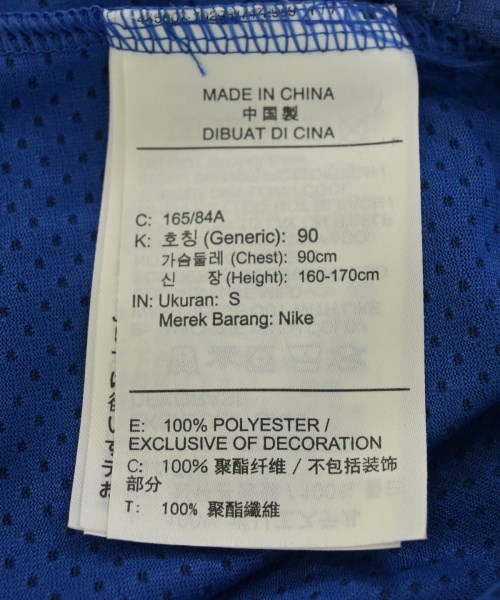 MADE IN CHINA
中国製
DIBUAT DI CINA
C: 165/84A
K: 호칭 (Generic): 90
가슴둘레 (Chest): 90cm
신 장 (Height): 160-170cm
IN: Ukuran: S
Merek Barang: Nike
E: 100% POLYESTER /
EXCLUSIVE OF DECORATION
C: 100% 聚酯纤维 / 不包括装饰
部分
T: 100% 聚酯纖維